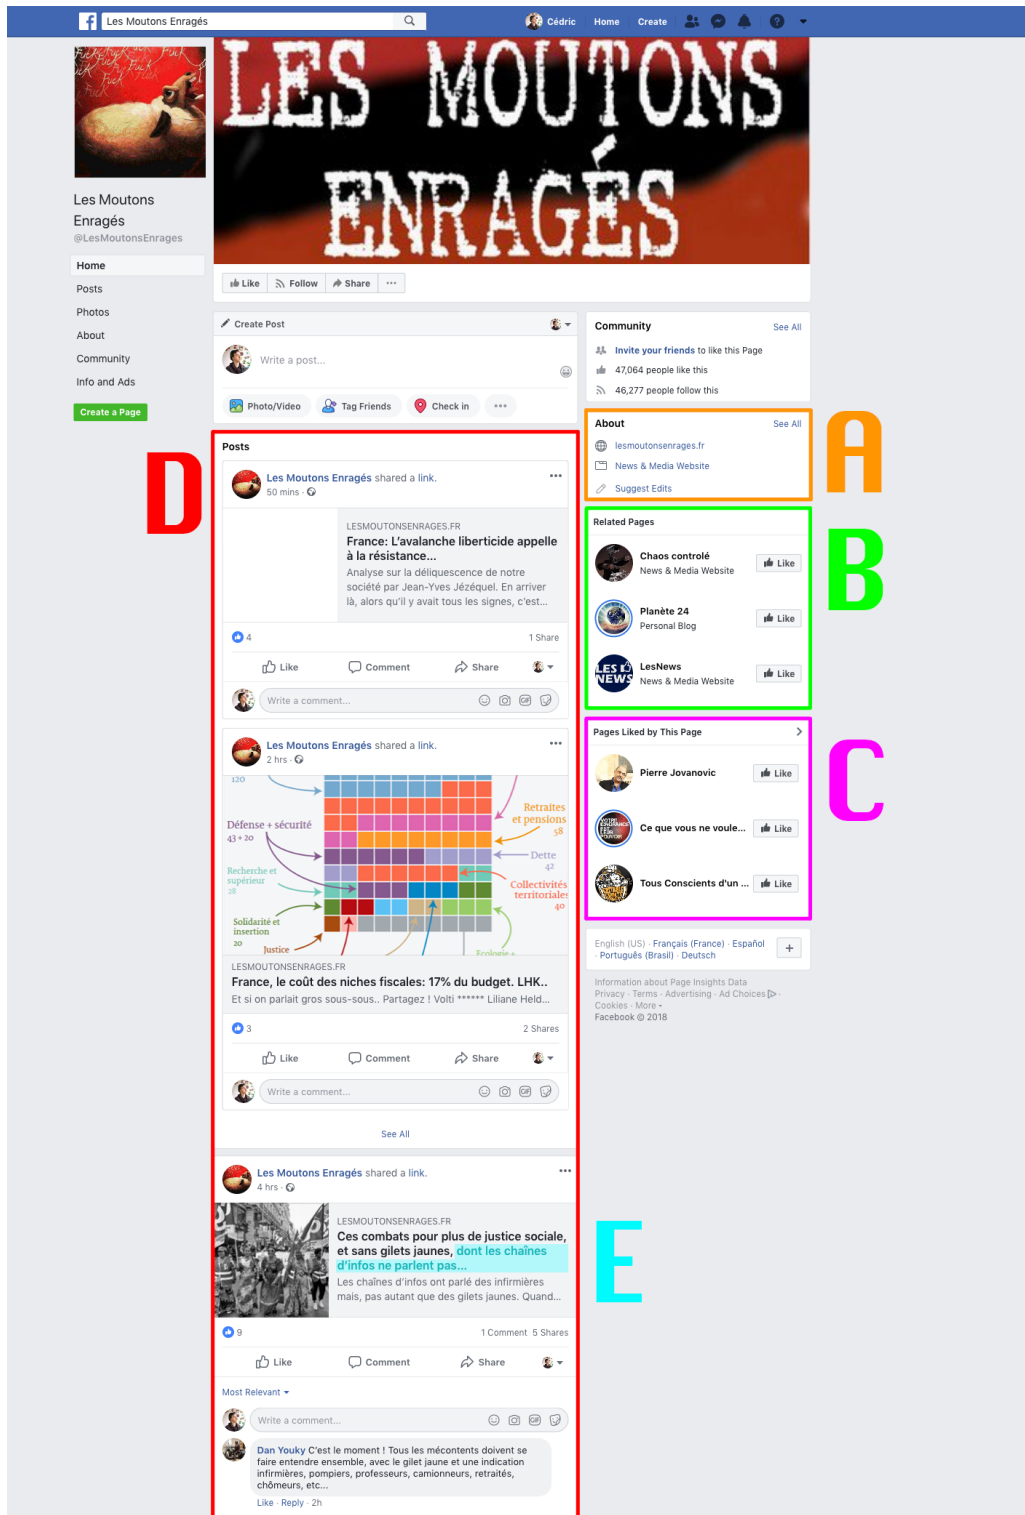 Les Moutons Enragés
Cédric
Home
Create
LES MOUTONS
ENRAGÉS
Les Moutons
Enragés
@LesMoutonsEnrages
Home
Posts
Photos
About
Community
Info and Ads
Create a Page
Like
Follow
Share
Create Post
Write a post...
Photo/Video
Tag Friends
Check in
Community
See All
Invite your friends to like this Page
47,064 people like this
46,277 people follow this
A
About
See All
lesmoutonsenrages.fr
News & Media Website
Suggest Edits
B
Related Pages
Chaos controlé
News & Media Website
Like
Planète 24
Personal Blog
Like
LES
NEWS
LesNews
News & Media Website
Like
C
Pages Liked by This Page
Pierre Jovanovic
Like
Ce que vous ne voule...
Like
Tous Conscients d'un ...
Like
English (US) · Français (France) · Español
· Português (Brasil) · Deutsch
Information about Page Insights Data
Privacy · Terms · Advertising · Ad Choices ·
Cookies · More
Facebook © 2018
D
Posts
Les Moutons Enragés shared a link.
50 mins ·
LESMOUTONSENRAGES.FR
France: L'avalanche liberticide appelle
à la résistance...
Analyse sur la déliquescence de notre
société par Jean-Yves Jézéquel. En arriver
là, alors qu'il y avait tous les signes, c'est...
4
1 Share
Like
Comment
Share
Write a comment...
GIF
Les Moutons Enragés shared a link.
2 hrs ·
120
Défense + sécurité
43 + 20
Recherche et
supérieur
28
Solidarité et
insertion
20
Justice
Retraites
et pensions
58
Dette
42
Collectivités
territoriales
40
Ecologie +
LESMOUTONSENRAGES.FR
France, le coût des niches fiscales: 17% du budget. LHK..
Et si on parlait gros sous-sous.. Partagez ! Volti ****** Liliane Held...
3
2 Shares
Like
Comment
Share
Write a comment...
GIF
See All
Les Moutons Enragés shared a link.
4 hrs ·
E
LESMOUTONSENRAGES.FR
Ces combats pour plus de justice sociale,
et sans gilets jaunes, dont les chaînes
d'infos ne parlent pas...
Les chaînes d'infos ont parlé des infirmières
mais, pas autant que des gilets jaunes. Quand...
9
1 Comment 5 Shares
Like
Comment
Share
Most Relevant
Write a comment...
GIF
Dan Youky C'est le moment ! Tous les mécontents doivent se
faire entendre ensemble, avec le gilet jaune et une indication
infirmières, pompiers, professeurs, camionneurs, retraités,
chômeurs, etc...
Like · Reply · 2h